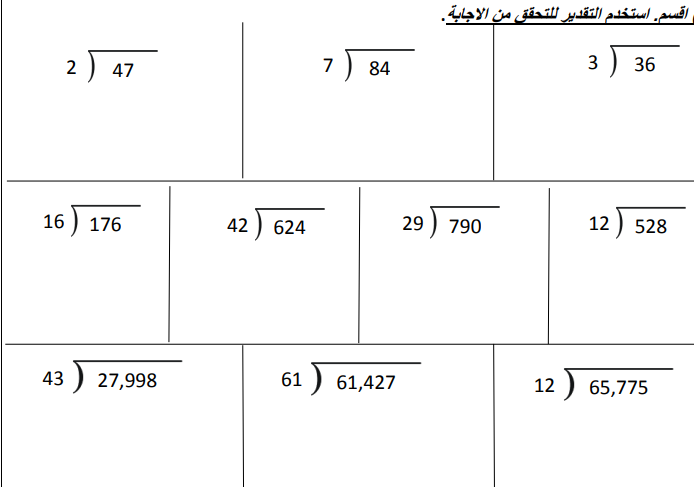 اقسم. استخدم التقدير للتحقق من الاجابة.
2 ) 47
7 ) 84
3 ) 36
16 ) 176
42 ) 624
29 ) 790
12 ) 528
43 ) 27,998
61 ) 61,427
12 ) 65,775